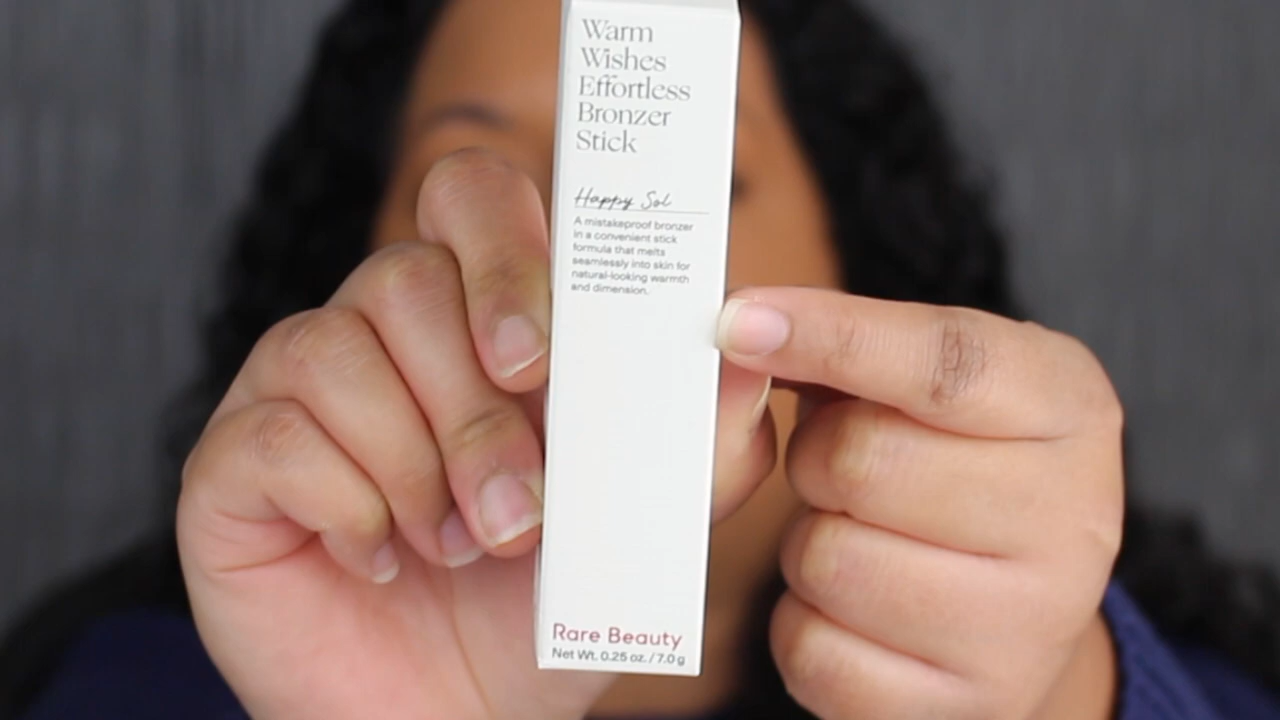 Warm
Wishes
Effortless
Bronzer
Stick
Happy Sol
A mistakeproof bronzer
in a convenient stick
formula that melts
seamlessly into skin for
natural-looking warmth
and dimension.
Rare Beauty
Net Wt. 0.25 oz. / 7.0 g